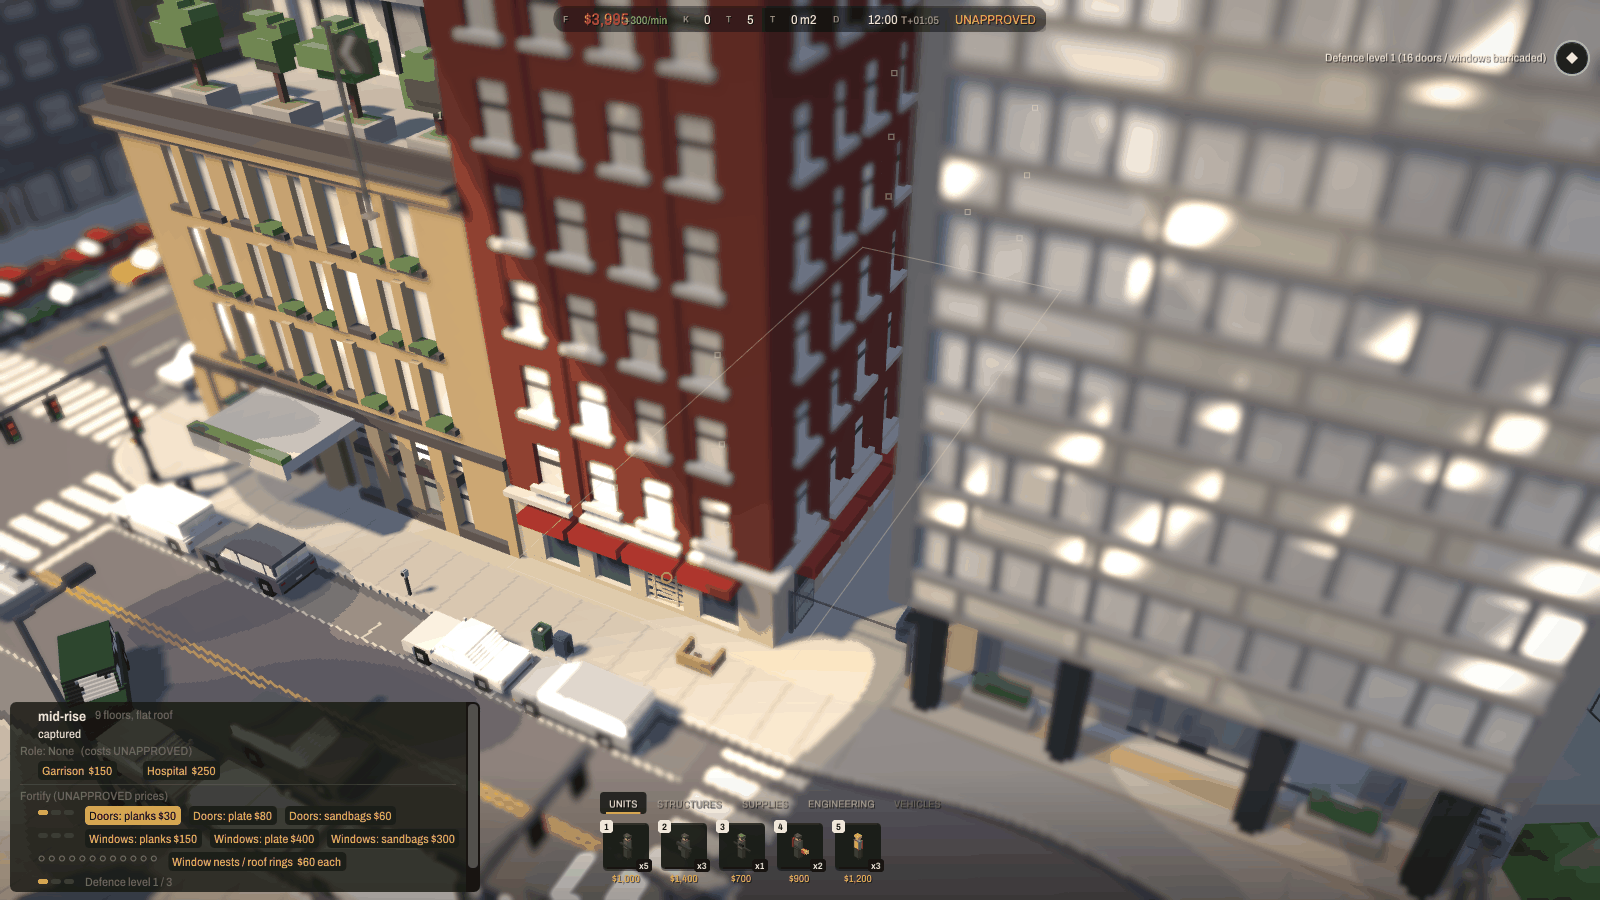 F $3,995 +300/min K 0 T 5 T 0 m2 D 12:00 T+01:05 UNAPPROVED
Defence level 1 (16 doors / windows barricaded)
1
mid-rise 9 floors, flat roof
captured
Role: None (costs UNAPPROVED)
Garrison $150 Hospital $250
Fortify (UNAPPROVED prices)
Doors: planks $30 Doors: plate $80 Doors: sandbags $60
Windows: planks $150 Windows: plate $400 Windows: sandbags $300
Window nests / roof rings $60 each
Defence level 1 / 3
UNITS STRUCTURES SUPPLIES ENGINEERING VEHICLES
1 2 3 4 5
x5 x3 x1 x2 x3
$1,000 $1,400 $700 $900 $1,200